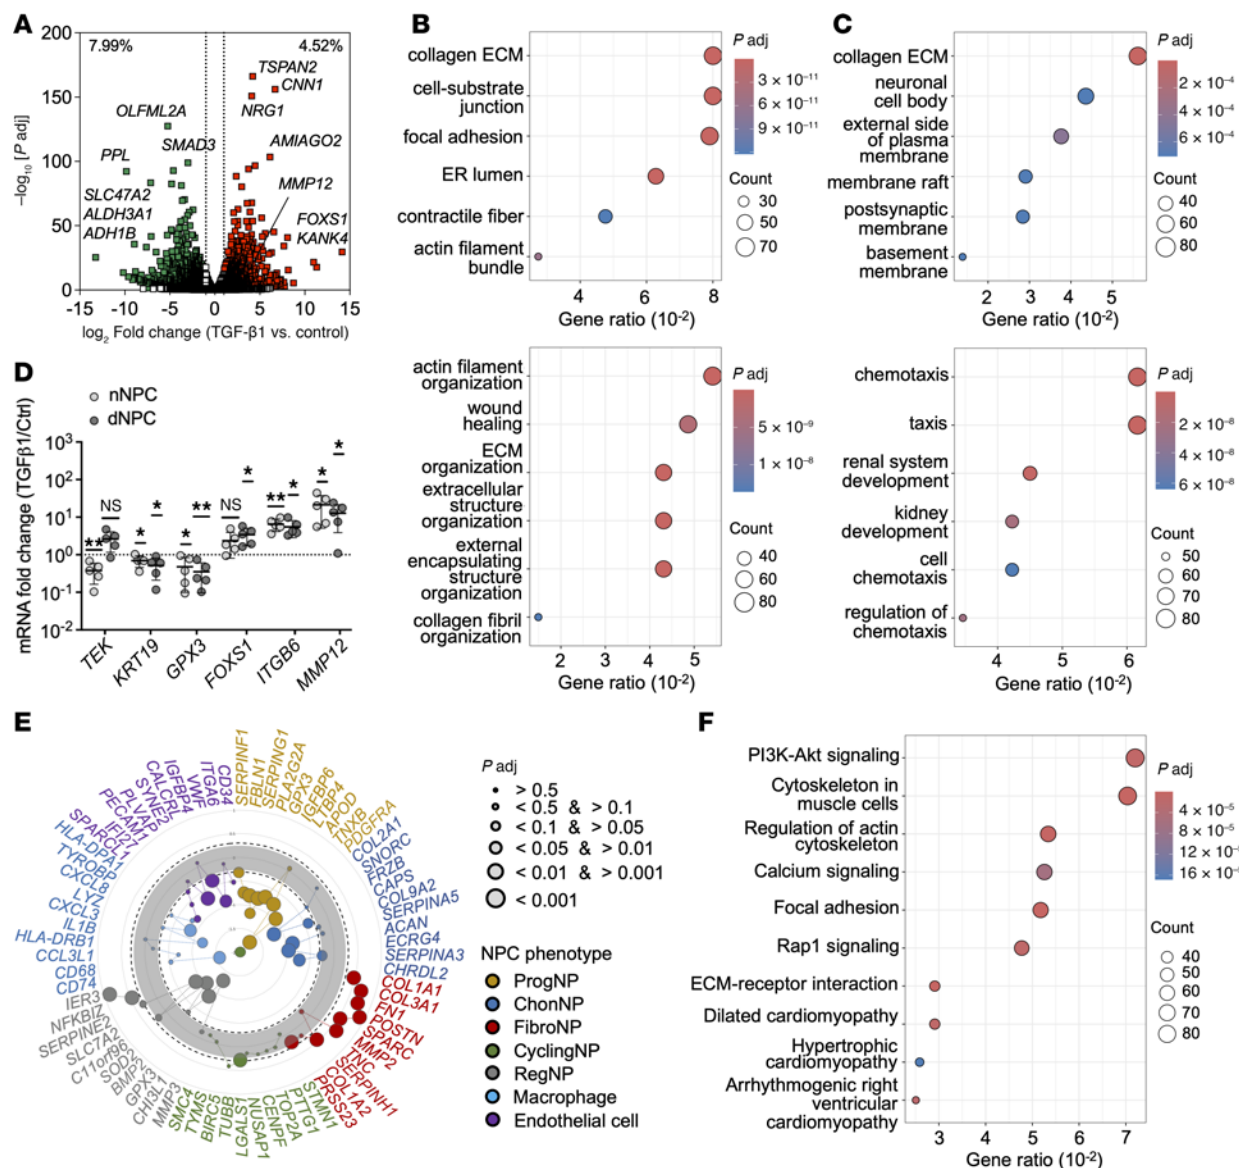 A
200
150
100
50
0
–log10 [P adj]
7.99%
4.52%
TSPAN2
CNN1
NRG1
OLFML2A
SMAD3
AMIAGO2
PPL
MMP12
SLC47A2
ALDH3A1
ADH1B
FOXS1
KANK4
-15 -10 -5 0 5 10 15
log2 Fold change (TGF-β1 vs. control)
B
collagen ECM
cell-substrate
junction
focal adhesion
ER lumen
contractile fiber
actin filament
bundle
4 6 8
Gene ratio (10-2)
P adj
3 × 10-11
6 × 10-11
9 × 10-11
Count
30
50
70
actin filament
organization
wound
healing
ECM
organization
extracellular
structure
organization
external
encapsulating
structure
organization
collagen fibril
organization
2 3 4 5
Gene ratio (10-2)
P adj
5 × 10-9
1 × 10-8
Count
40
60
80
C
collagen ECM
neuronal
cell body
external side
of plasma
membrane
membrane raft
postsynaptic
membrane
basement
membrane
2 3 4 5
Gene ratio (10-2)
P adj
2 × 10-4
4 × 10-4
6 × 10-4
Count
40
60
80
chemotaxis
taxis
renal system
development
kidney
development
cell
chemotaxis
regulation of
chemotaxis
4 5 6
Gene ratio (10-2)
P adj
2 × 10-8
4 × 10-8
6 × 10-8
Count
50
60
70
80
D
nNPC
dNPC
mRNA fold change (TGFβ1/Ctrl)
103
102
101
100
10-1
10-2
** NS * * * ** NS * ** * * *
TEK
KRT19
GPX3
FOXS1
ITGB6
MMP12
E
SERPINF1
FBLN1
SERPING1
PLA2G2A
GPX3
IGFBP6
LTBP4
APOD
TNXB
PDGFRA
COL2A1
SNORC
FRZB
CAPS
COL9A2
SERPINA5
ACAN
ECRG4
SERPINA3
CHRDL2
COL1A1
COL3A1
FN1
POSTN
SPARC
MMP2
TNC
SERPINH1
COL1A2
PRSS23
STMN1
PTTG1
TOP2A
CENPF
NUSAP1
LGALS1
TUBB
BIRC5
TYMS
SMC4
MMP3
CHI3L1
GPX3
BMP2
SOD2
C11orf96
SLC7A2
SERPINE2
NFKBIZ
IER3
CD74
CD68
CCL3L1
HLA-DRB1
IL1B
CXCL3
LYZ
CXCL8
TYROBP
HLA-DPA1
SPARCL1
IFI27
PECAM1
PLVAP
SYNE3
CALCRL
IGFBP4
VWF
ITGA6
CD34
P adj
> 0.5
< 0.5 & > 0.1
< 0.1 & > 0.05
< 0.05 & > 0.01
< 0.01 & > 0.001
< 0.001
NPC phenotype
ProgNP
ChonNP
FibroNP
CyclingNP
RegNP
Macrophage
Endothelial cell
F
PI3K-Akt signaling
Cytoskeleton in
muscle cells
Regulation of actin
cytoskeleton
Calcium signaling
Focal adhesion
Rap1 signaling
ECM-receptor interaction
Dilated cardiomyopathy
Hypertrophic
cardiomyopathy
Arrhythmogenic right
ventricular
cardiomyopathy
3 4 5 6 7
Gene ratio (10-2)
P adj
4 × 10-5
8 × 10-5
Count
40
50
60
70
80